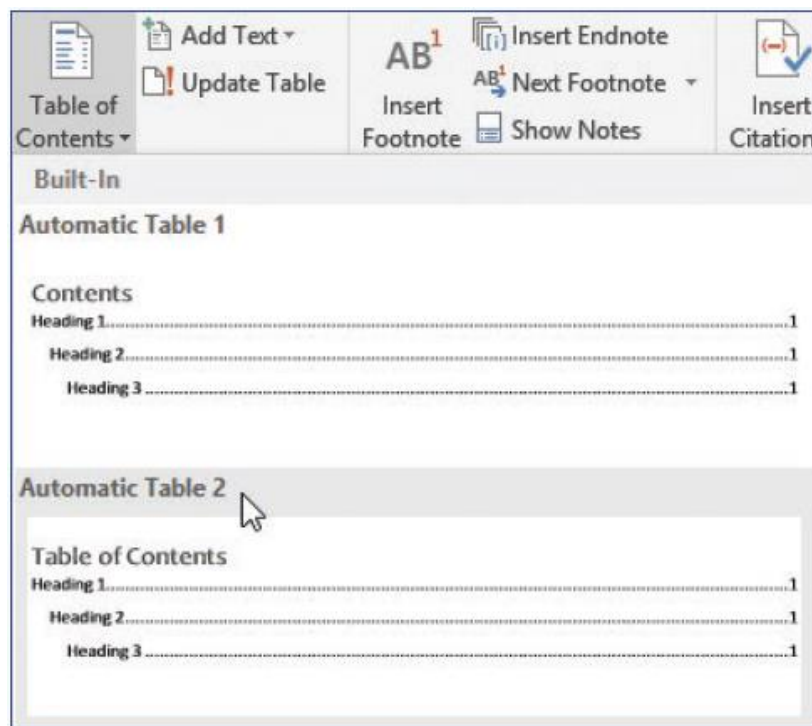 Table of
Contents
Add Text
Update Table
AB1
Insert
Footnote
[i] Insert Endnote
AB1 Next Footnote
Show Notes
(-)
Insert
Citation
Built-In
Automatic Table 1
Contents
Heading 1........................................1
Heading 2........................................1
Heading 3........................................1
Automatic Table 2
Table of Contents
Heading 1........................................1
Heading 2........................................1
Heading 3........................................1